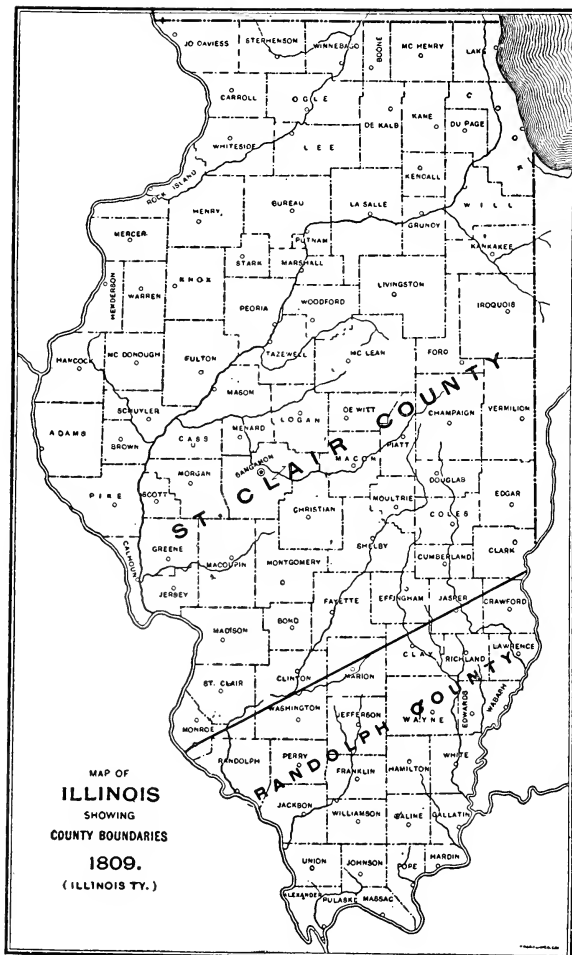 JO DAVIESS
STEPHENSON
WINNEBAGO
BOONE
MC HENRY
LAKE
CARROLL
OGLE
DE KALB
KANE
DU PAGE
C O O K
WHITESIDE
LEE
KENDALL
WILL
ROCK ISLAND
HENRY
BUREAU
LA SALLE
GRUNDY
KANKAKEE
MERCER
PUTNAM
STARK
MARSHALL
LIVINGSTON
IROQUOIS
HENDERSON
WARREN
KNOX
PEORIA
WOODFORD
HANCOCK
MC DONOUGH
FULTON
TAZEWELL
MC LEAN
FORD
MASON
SCHUYLER
LOGAN
DE WITT
CHAMPAIGN
VERMILION
ADAMS
BROWN
CASS
MENARD
PIATT
SANGAMON
MACON
MORGAN
DOUGLAS
PIKE
SCOTT
CHRISTIAN
MOULTRIE
EDGAR
COLES
ST. CLAIR COUNTY
GREENE
SHELBY
CALHOUN
MACOUPIN
MONTGOMERY
CUMBERLAND
CLARK
JERSEY
FAYETTE
EFFINGHAM
JASPER
CRAWFORD
BOND
MADISON
CLAY
RICHLAND
LAWRENCE
ST. CLAIR
CLINTON
MARION
WABASH
EDWARDS
MONROE
WASHINGTON
JEFFERSON
WAYNE
RANDOLPH COUNTY
RANDOLPH
PERRY
WHITE
FRANKLIN
HAMILTON
JACKSON
WILLIAMSON
SALINE
GALLATIN
UNION
JOHNSON
POPE
HARDIN
ALEXANDER
PULASKE
MASSAC
MAP OF
ILLINOIS
SHOWING
COUNTY BOUNDARIES
1809.
(ILLINOIS TY.)